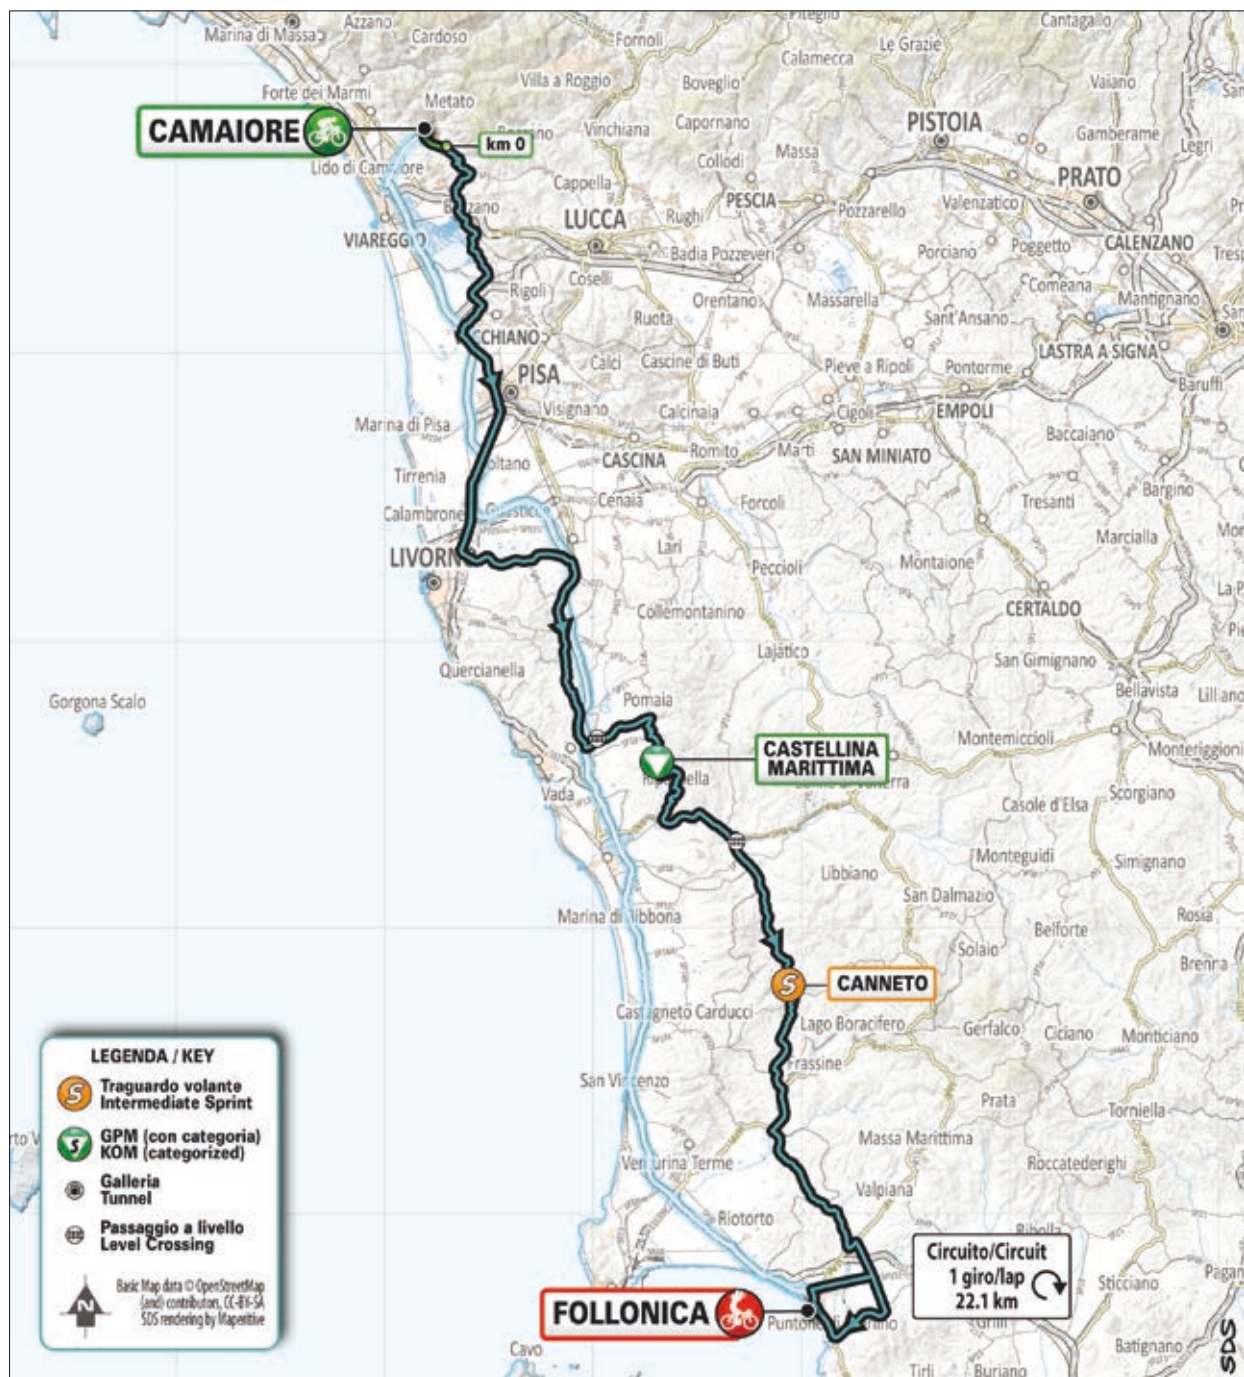 Azzano
Marina di Massa
Cardoso
Fornoli
Piteglio
Le Grazie
Cantagallo
Calamecca
Villa a Roggio
Boveglio
Vaiano
Forte dei Marmi
Metato
CAMAIORE
km 0
Vinchiana
Capornano
PISTOIA
Gamberame
Legri
Massa
Collodi
Lido di
Cappella
PESCIA
PRATO
Valenzatico
LUCCA
Rughi
Pozzarello
VIAREGGIO
Badia Pozzeveri
Porciano
Poggetto
CALENZANO
Coselli
Rigoli
Orentano
Massarella
Comeana
Mantignano
Ruota
Sant'Ansano
CHIANO
Calci
Cascine di Buti
Pieve a Ripoli
LASTRA A SIGNA
Pontorme
PISA
Baruffi
Visignano
Calcinaia
Cigoli
EMPOLI
Marina di Pisa
Baccaiano
CASCINA
Romito
Marti
SAN MINIATO
Tirrenia
Bargino
Cenaia
Forcoli
Tresanti
Calambrone
Lari
Marcialla
LIVORN
Peccioli
Montaione
Collemontanino
CERTALDO
Quercianella
Lajatico
San Gimignano
Bellavista
Lilliano
Gorgona Scalo
Pomaia
CASTELLINA
MARITTIMA
Montemiccioli
Monteriggioni
Vada
Casole d'Elsa
Scorgiano
Libbiano
Monteguidi
Simignano
San Dalmazio
Marina di Bibbona
Belforte
Rosia
Solaio
Brenna
S
CANNETO
Castagneto Carducci
Lago Boracifero
Gerfalco
Ciciano
Monticiano
Frassine
San Vincenzo
Prata
Torniella
Massa Marittima
Venturina Terme
Roccatederighi
Valpiana
Riotorto
Ribolla
Circuito/Circuit
1 giro/lap
22.1 km
Sticciano
FOLLONICA
Grilli
Batignano
Cavo
Tirli
Buriano
LEGENDA / KEY
S
Traguardo volante
Intermediate Sprint
S
GPM (con categoria)
KOM (categorized)
Galleria
Tunnel
Passaggio a livello
Level Crossing
N
Basic Map data © OpenStreetMap
(and) contributors, CC-BY-SA
SDS rendering by Maperitive
SDS